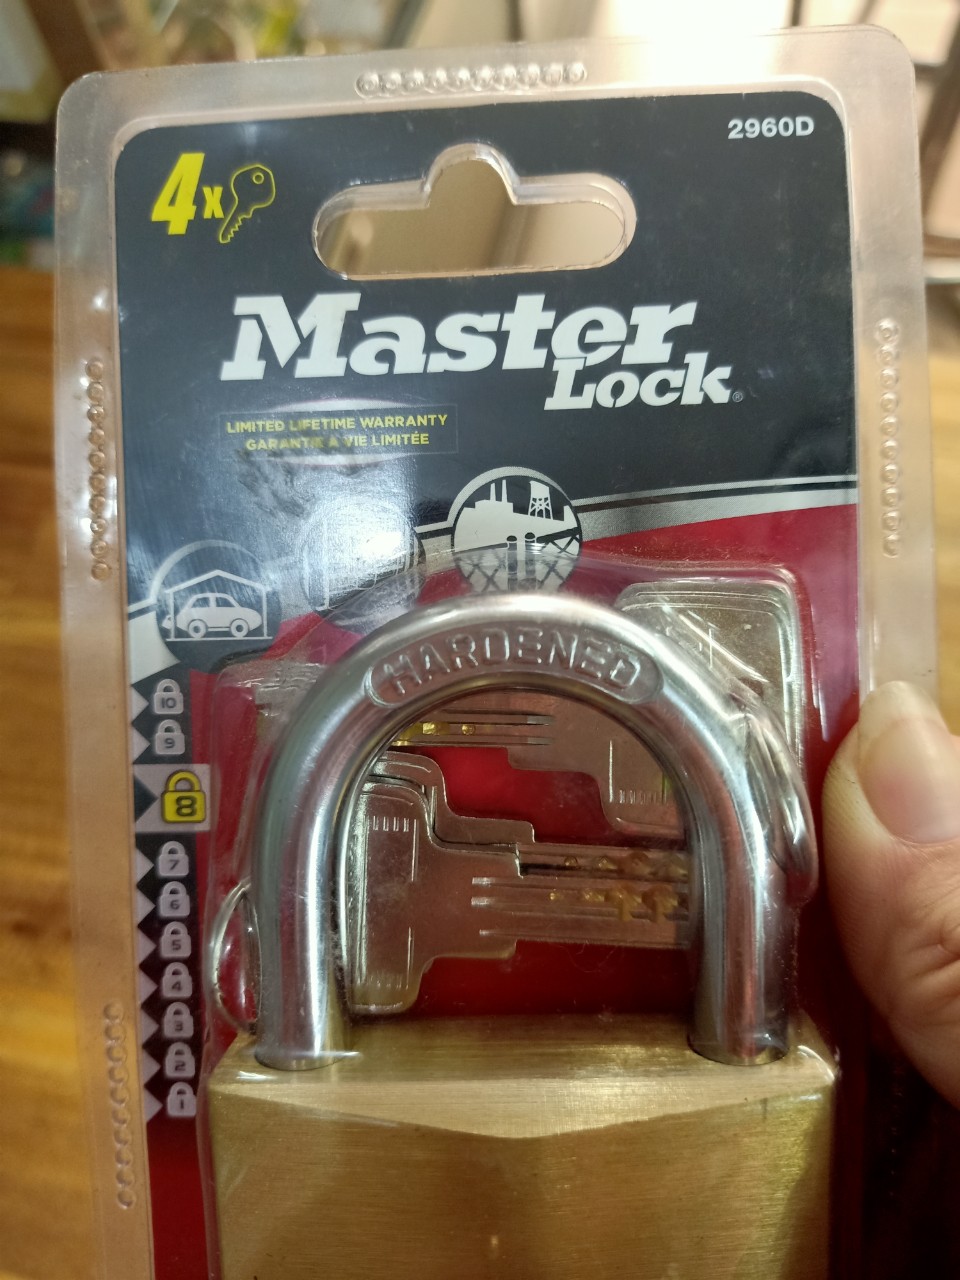 2960D
4x
Master
Lock®
LIMITED LIFETIME WARRANTY
GARANTIE À VIE LIMITÉE
HARDENED
10
9
8
7
6
5
4
3
2
1